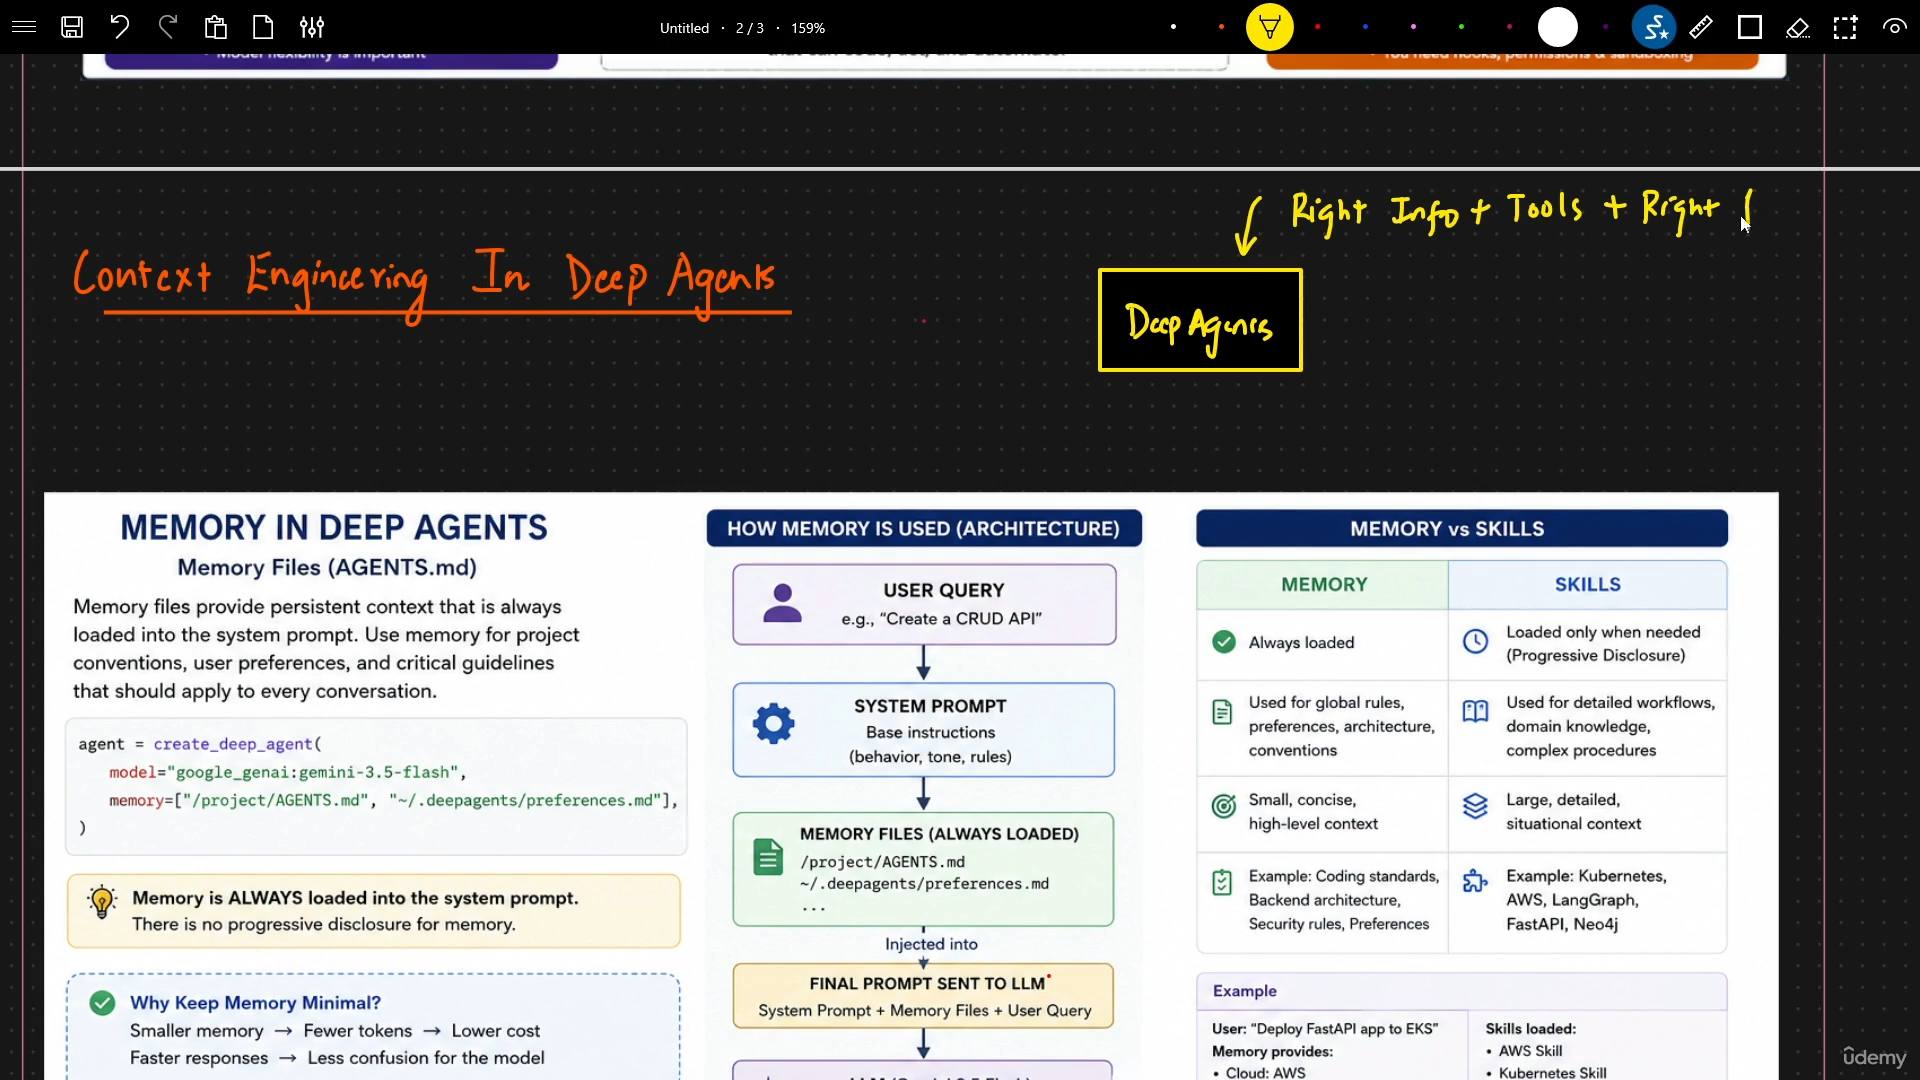 Untitled · 2 / 3 · 159%
• Model flexibility is important
• You need hooks, permissions & sandboxing
Right Info + Tools + Right
Context Engineering In Deep Agents
Deep Agents
MEMORY IN DEEP AGENTS
Memory Files (AGENTS.md)
Memory files provide persistent context that is always
loaded into the system prompt. Use memory for project
conventions, user preferences, and critical guidelines
that should apply to every conversation.
agent = create_deep_agent(
model="google_genai:gemini-3.5-flash",
memory=["/project/AGENTS.md", "~/.deepagents/preferences.md"],
)
Memory is ALWAYS loaded into the system prompt.
There is no progressive disclosure for memory.
Why Keep Memory Minimal?
Smaller memory → Fewer tokens → Lower cost
Faster responses → Less confusion for the model
HOW MEMORY IS USED (ARCHITECTURE)
USER QUERY
e.g., “Create a CRUD API”
SYSTEM PROMPT
Base instructions
(behavior, tone, rules)
MEMORY FILES (ALWAYS LOADED)
/project/AGENTS.md
~/.deepagents/preferences.md
...
Injected into
FINAL PROMPT SENT TO LLM
System Prompt + Memory Files + User Query
MEMORY vs SKILLS
MEMORY SKILLS
Always loaded
Loaded only when needed
(Progressive Disclosure)
Used for global rules,
preferences, architecture,
conventions
Used for detailed workflows,
domain knowledge,
complex procedures
Small, concise,
high-level context
Large, detailed,
situational context
Example: Coding standards,
Backend architecture,
Security rules, Preferences
Example: Kubernetes,
AWS, LangGraph,
FastAPI, Neo4j
Example
User: “Deploy FastAPI app to EKS”
Memory provides:
• Cloud: AWS
Skills loaded:
• AWS Skill
• Kubernetes Skill
ûdemy